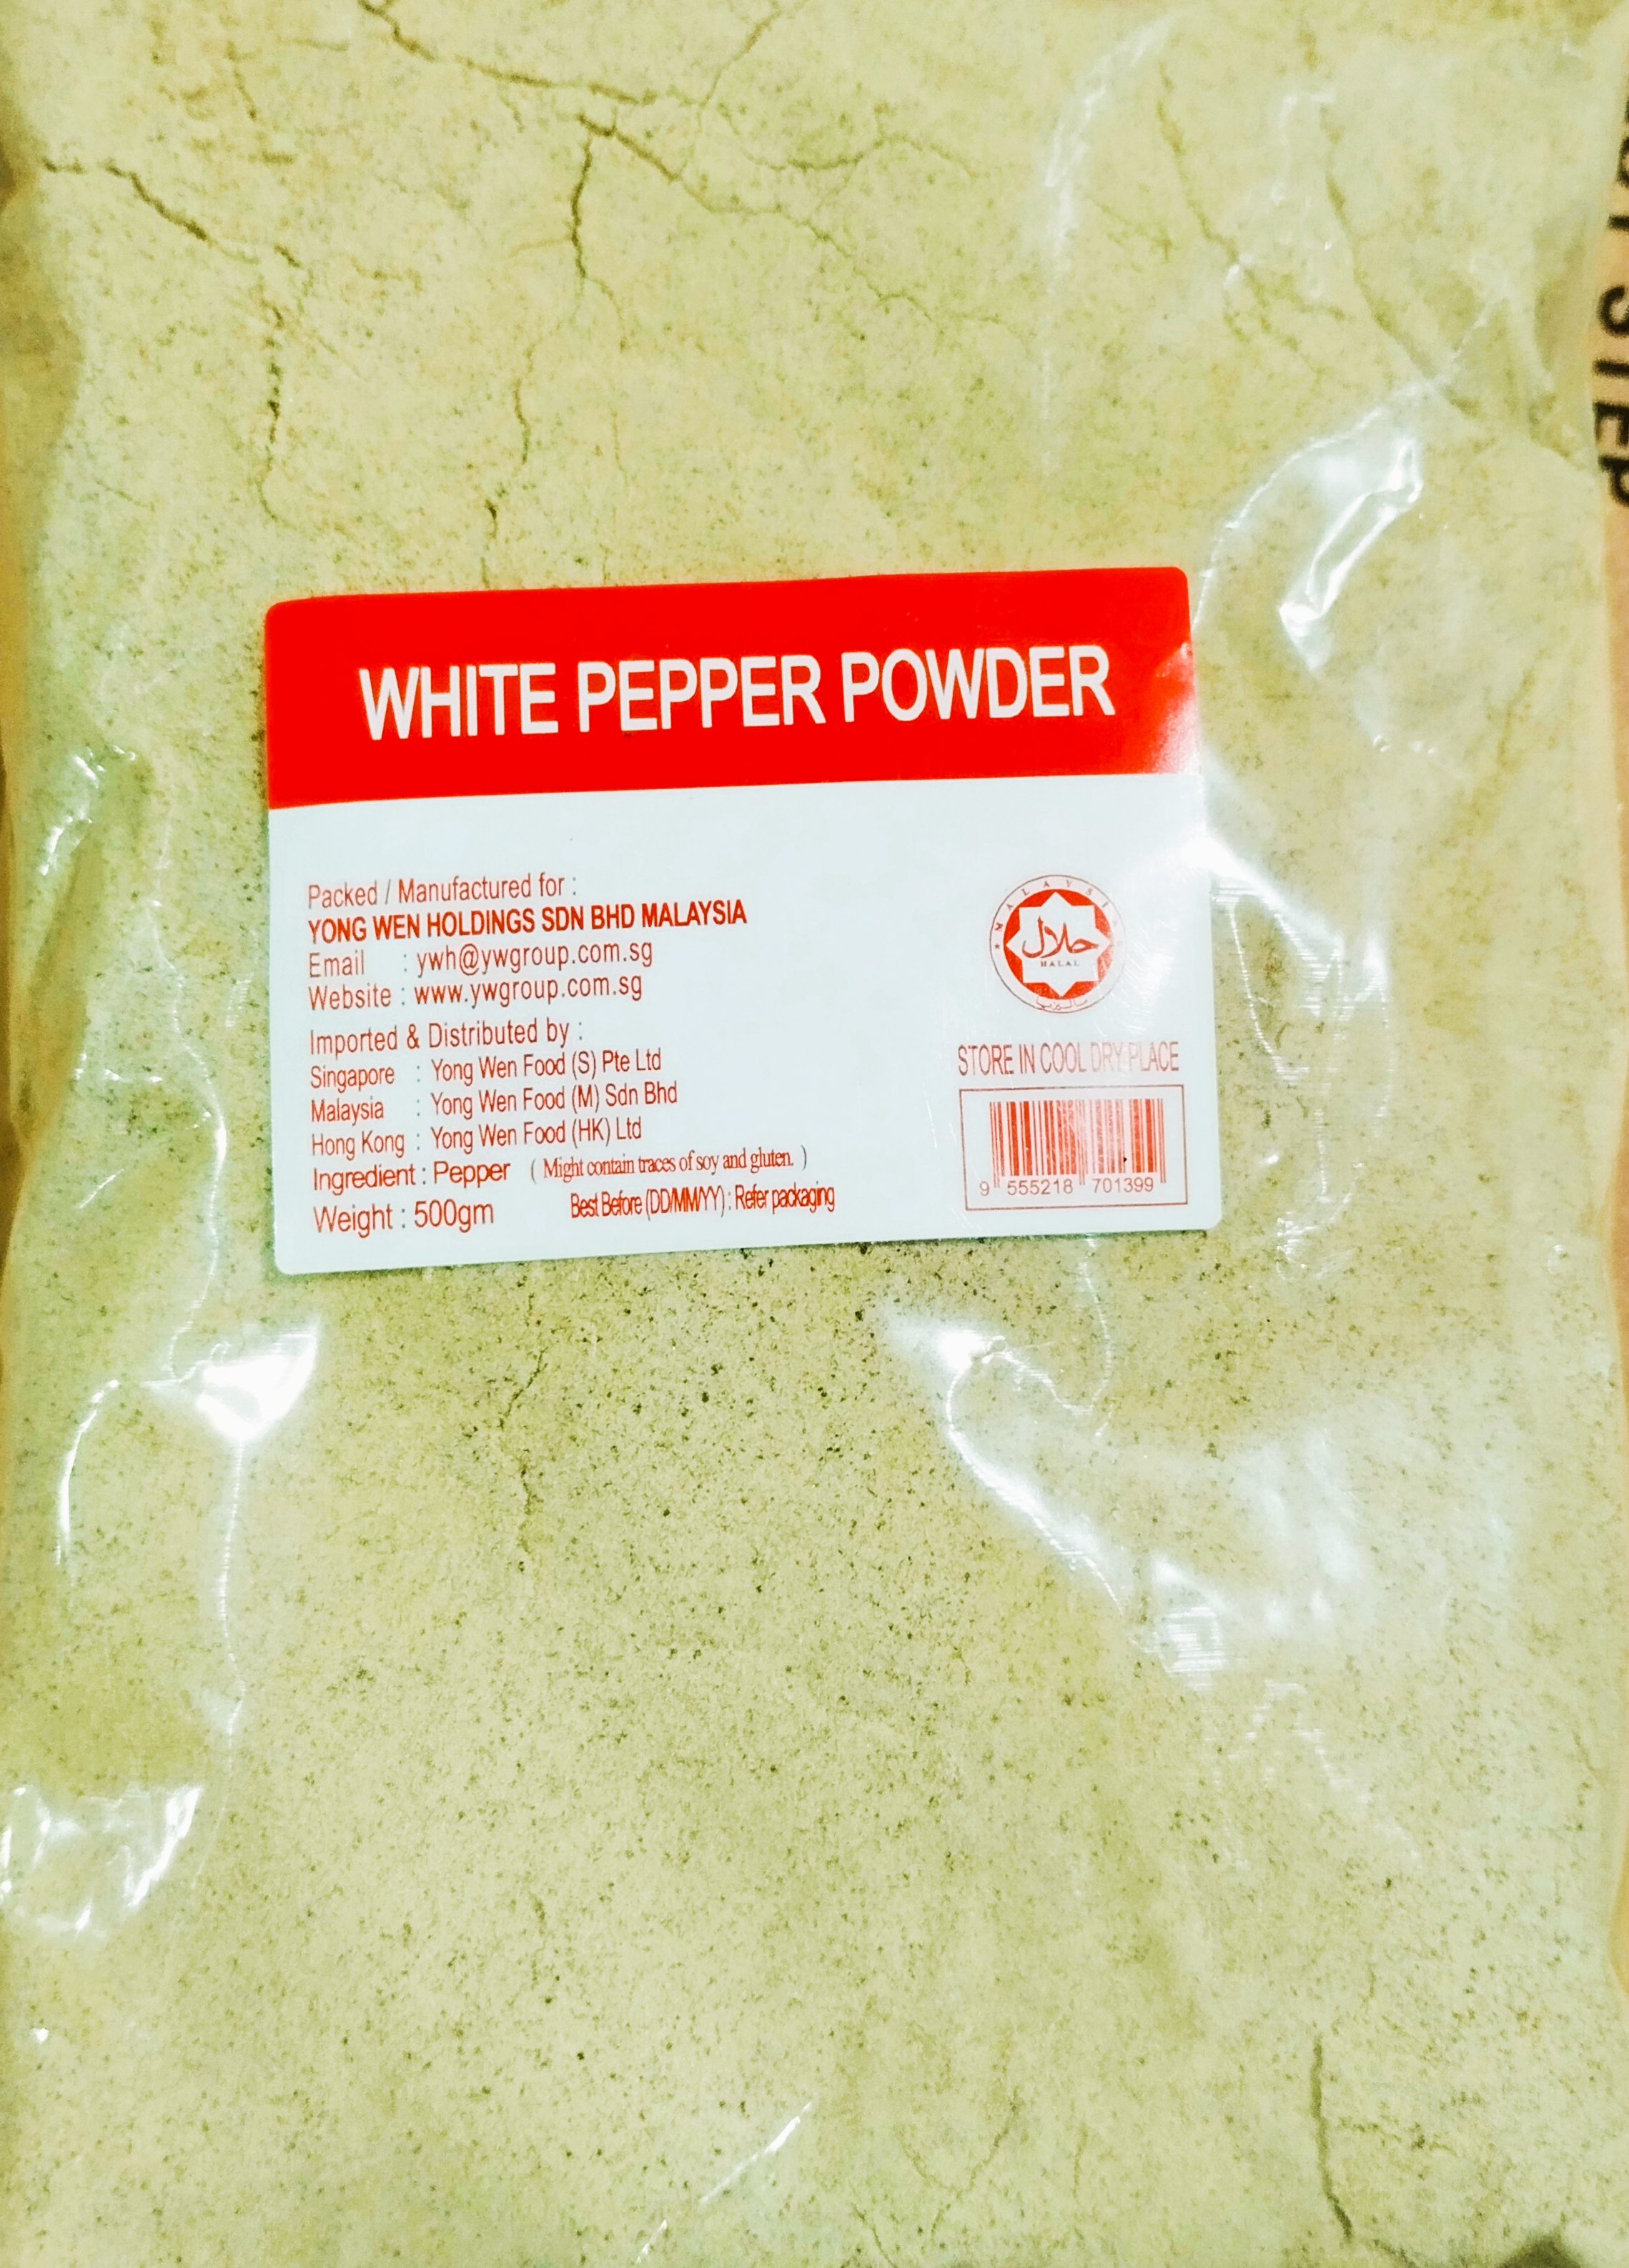 WHITE PEPPER POWDER
Packed / Manufactured for :
YONG WEN HOLDINGS SDN BHD MALAYSIA
Email : ywh@ywgroup.com.sg
Website : www.ywgroup.com.sg
Imported & Distributed by :
Singapore : Yong Wen Food (S) Pte Ltd
Malaysia : Yong Wen Food (M) Sdn Bhd
Hong Kong : Yong Wen Food (HK) Ltd
Ingredient : Pepper ( Might contain traces of soy and gluten. )
Weight : 500gm Best Before (DD/MM/YY) : Refer packaging
MALAYSIA
حلال
HALAL
ماليزيا
STORE IN COOL DRY PLACE
9 555218 701399
STEP